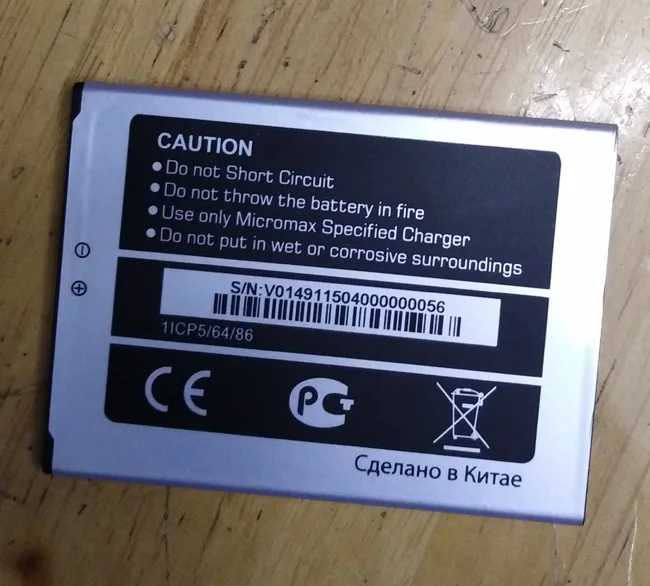 CAUTION
• Do not Short Circuit
• Do not throw the battery in fire
• Use only Micromax Specified Charger
• Do not put in wet or corrosive surroundings
S/N:V014911504000000056
1ICP5/64/86
CE PCT
Сделано в Китае